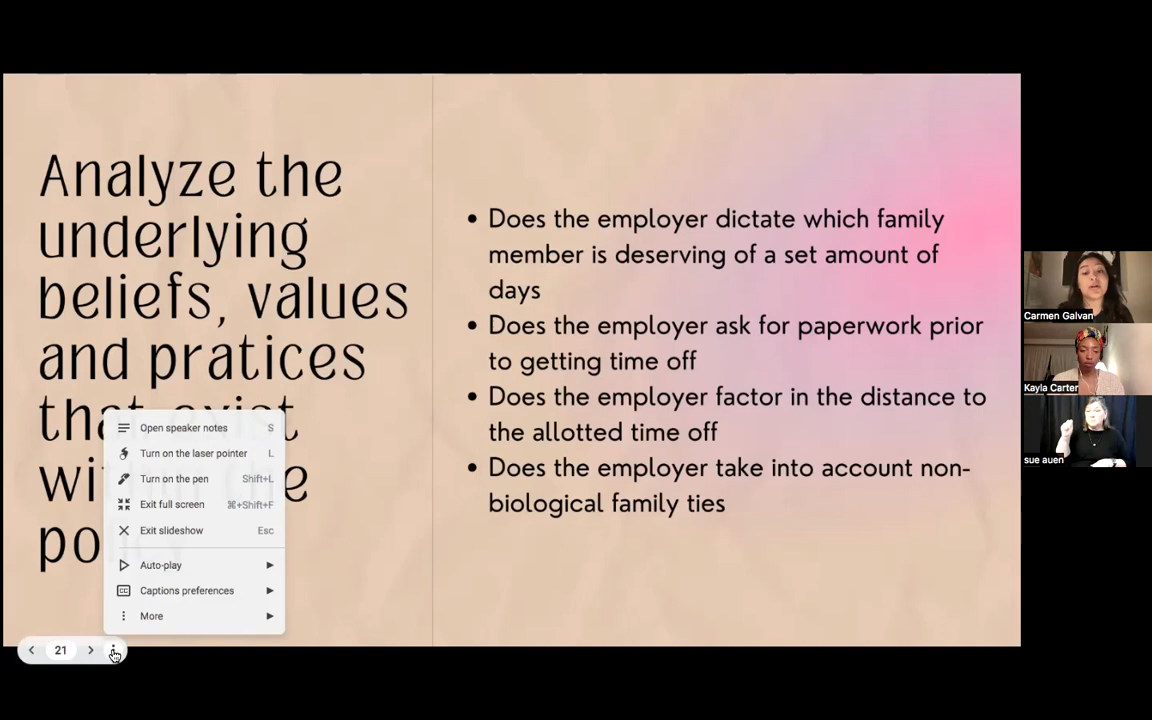 Analyze the
underlying
beliefs, values
and pratices
that exist
po
Does the employer dictate which family
member is deserving of a set amount of
days
Does the employer ask for paperwork prior
to getting time off
Does the employer factor in the distance to
the allotted time off
Does the employer take into account non-
biological family ties
Open speaker notes S
Turn on the laser pointer L
Turn on the pen Shift+L
Exit full screen ⌘+Shift+F
Exit slideshow Esc
Auto-play
CC Captions preferences
More
21
Carmen Galvan
Kayla Carter
sue auen